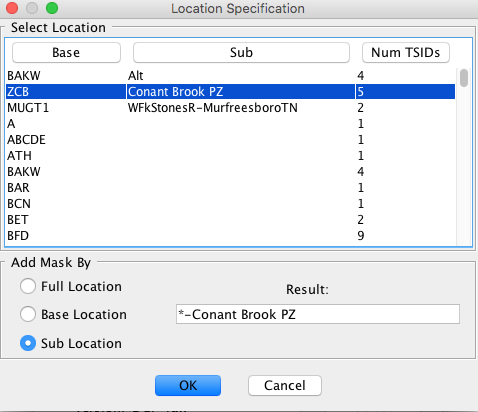 Location Specification
Select Location
Base Sub Num TSIDs
BAKW Alt 4
ZCB Conant Brook PZ 5
MUGT1 WFkStonesR-MurfreesboroTN 2
A 1
ABCDE 1
ATH 1
BAKW 4
BAR 1
BCN 1
BET 2
BFD 9
Add Mask By
Full Location
Result:
Base Location
*-Conant Brook PZ
Sub Location
OK Cancel